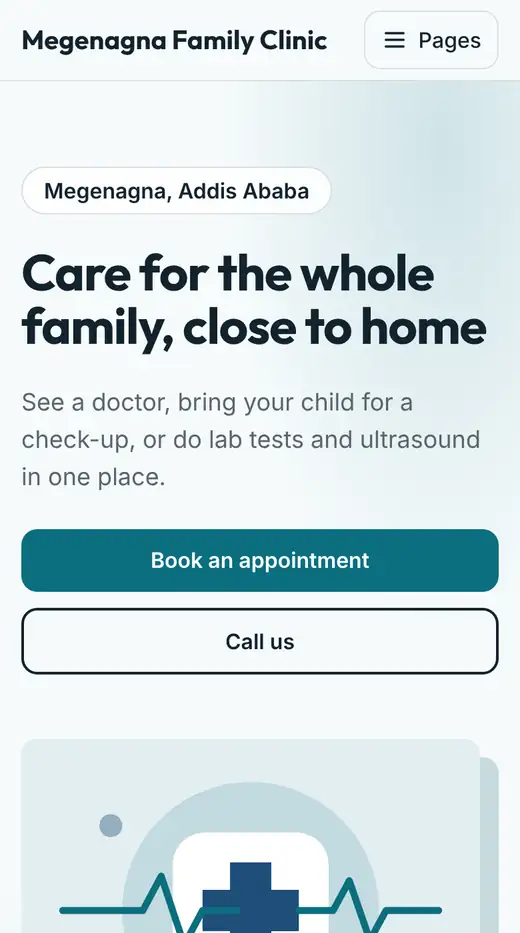 Megenagna Family Clinic
Pages
Megenagna, Addis Ababa
Care for the whole
family, close to home
See a doctor, bring your child for a
check-up, or do lab tests and ultrasound
in one place.
Book an appointment
Call us